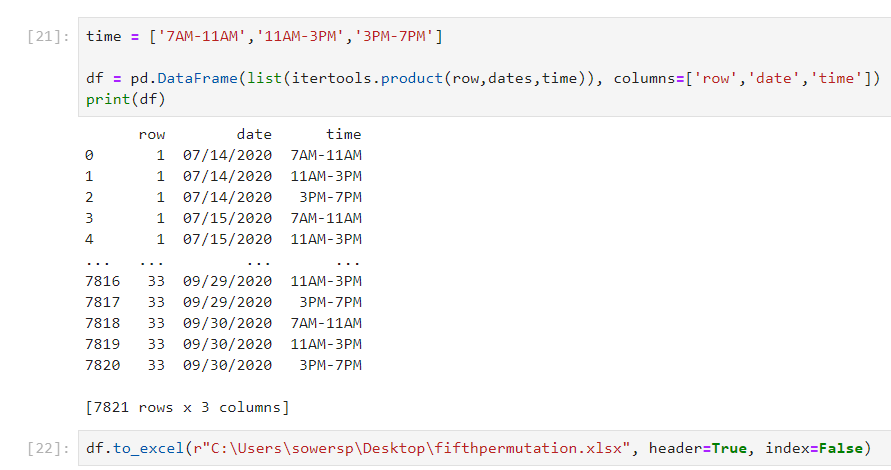 [21]: time = ['7AM-11AM','11AM-3PM','3PM-7PM']
df = pd.DataFrame(list(itertools.product(row,dates,time)), columns=['row','date','time'])
print(df)
row date time
0 1 07/14/2020 7AM-11AM
1 1 07/14/2020 11AM-3PM
2 1 07/14/2020 3PM-7PM
3 1 07/15/2020 7AM-11AM
4 1 07/15/2020 11AM-3PM
... ... ... ...
7816 33 09/29/2020 11AM-3PM
7817 33 09/29/2020 3PM-7PM
7818 33 09/30/2020 7AM-11AM
7819 33 09/30/2020 11AM-3PM
7820 33 09/30/2020 3PM-7PM
[7821 rows x 3 columns]
[22]: df.to_excel(r"C:\Users\sowersp\Desktop\fifthpermutation.xlsx", header=True, index=False)